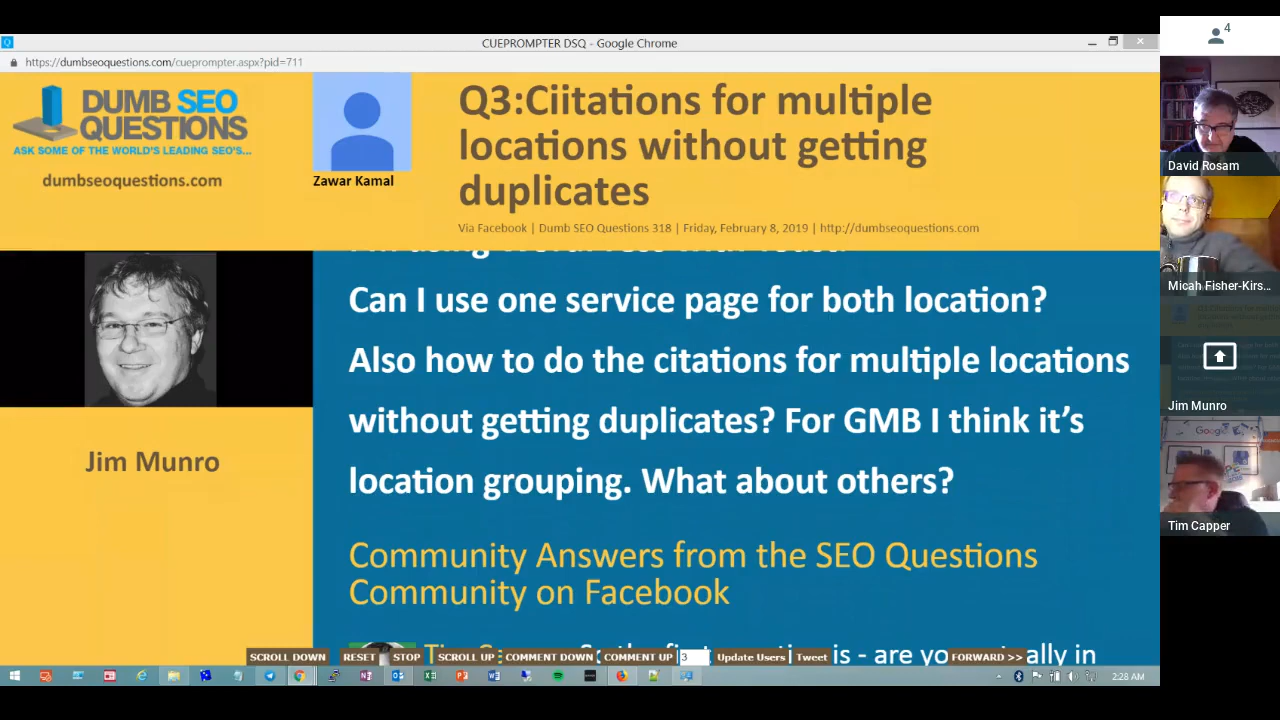 CUEPROMPTER DSQ - Google Chrome
https://dumbseoquestions.com/cueprompter.aspx?pid=711
DUMB SEO
QUESTIONS
ASK SOME OF THE WORLD'S LEADING SEO'S...
dumbseoquestions.com
Zawar Kamal
Q3:Ciitations for multiple
locations without getting
duplicates
Via Facebook | Dumb SEO Questions 318 | Friday, February 8, 2019 | http://dumbseoquestions.com
Jim Munro
Can I use one service page for both location?
Also how to do the citations for multiple locations
without getting duplicates? For GMB I think it's
location grouping. What about others?
Community Answers from the SEO Questions
Community on Facebook
SCROLL DOWN
RESET
STOP
SCROLL UP
COMMENT DOWN
COMMENT UP
3
Update Users
Tweet
FORWARD >>
2:28 AM
4
David Rosam
Micah Fisher-Kirs...
Jim Munro
Google
Tim Capper